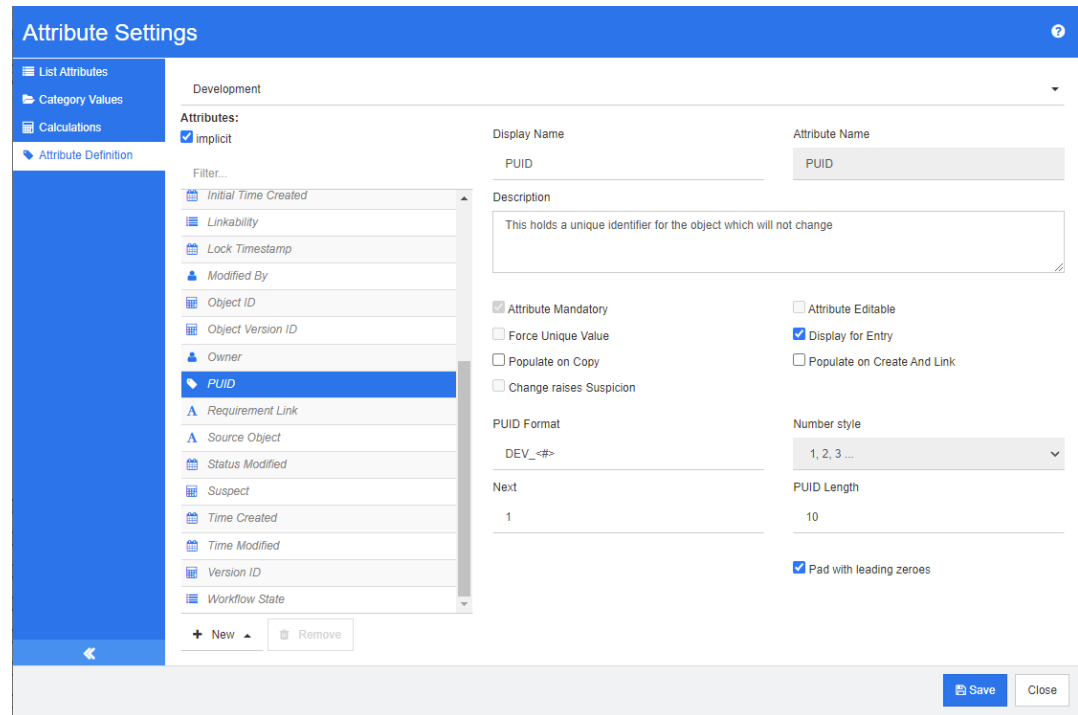 Attribute Settings
List Attributes
Category Values
Calculations
Attribute Definition
Development
Attributes:
implicit
Filter...
Initial Time Created
Linkability
Lock Timestamp
Modified By
Object ID
Object Version ID
Owner
PUID
Requirement Link
Source Object
Status Modified
Suspect
Time Created
Time Modified
Version ID
Workflow State
+ New
Remove
Display Name
Attribute Name
PUID
PUID
Description
This holds a unique identifier for the object which will not change
Attribute Mandatory
Attribute Editable
Force Unique Value
Display for Entry
Populate on Copy
Populate on Create And Link
Change raises Suspicion
PUID Format
Number style
DEV_<#>
1, 2, 3 ...
Next
PUID Length
1
10
Pad with leading zeroes
Save
Close